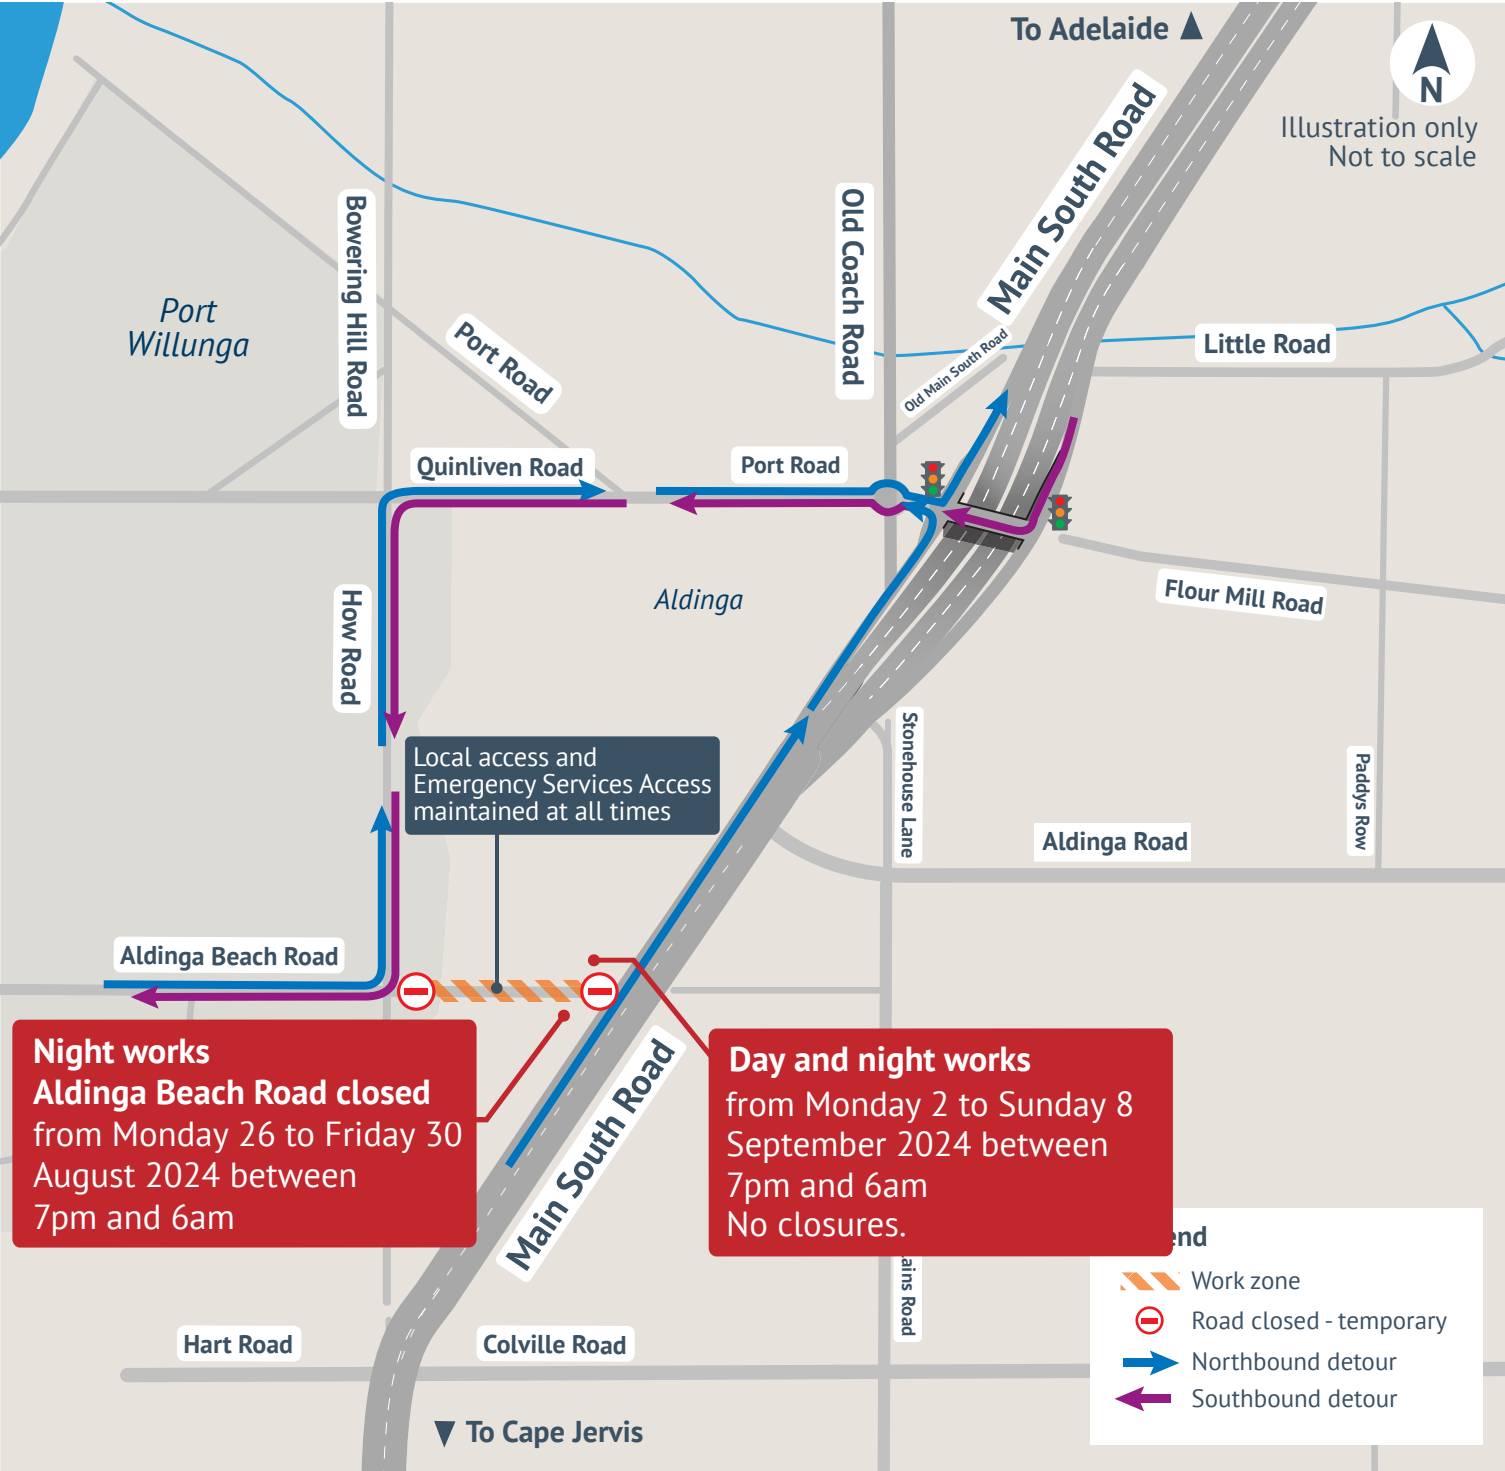 To Adelaide
N
Illustration only
Not to scale
Main South Road
Bowering Hill Road
Old Coach Road
Port
Willunga
Port Road
Old Main South Road
Little Road
Quinliven Road
Port Road
How Road
Aldinga
Flour Mill Road
Local access and
Emergency Services Access
maintained at all times
Stonehouse Lane
Paddys Row
Aldinga Road
Aldinga Beach Road
Night works
Aldinga Beach Road closed
from Monday 26 to Friday 30
August 2024 between
7pm and 6am
Main South Road
Day and night works
from Monday 2 to Sunday 8
September 2024 between
7pm and 6am
No closures.
end
Work zone
Road closed - temporary
Northbound detour
Southbound detour
ains Road
Hart Road
Colville Road
To Cape Jervis